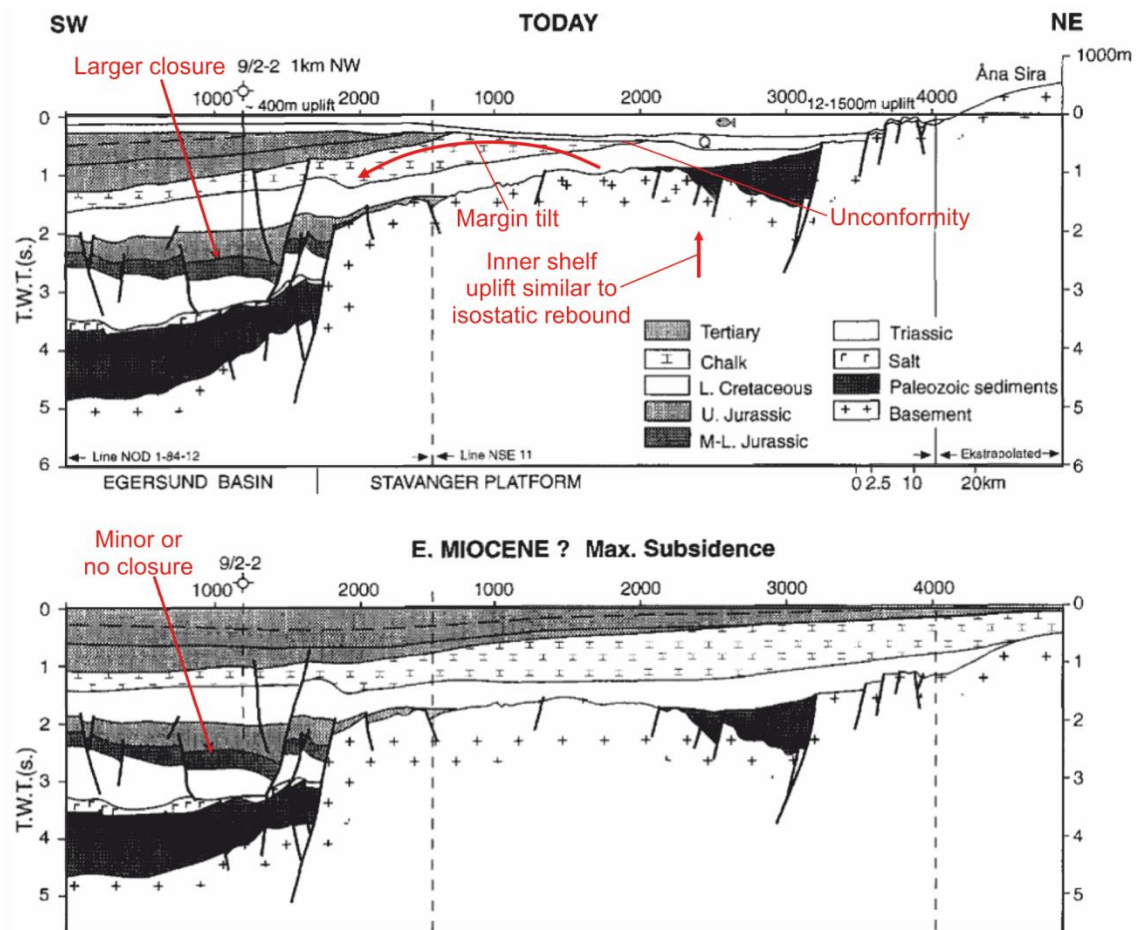 SW TODAY NE
Larger closure 9/2-2 1km NW
1000m
Åna Sira
1000 ~ 400m uplift 2000 1000 2000 3000 12-1500m uplift 4000
0 0
Q
1 1
Margin tilt Unconformity
2 2
Inner shelf
uplift similar to
isostatic rebound
T.W.T.(s.)
3 3
Tertiary Triassic
4 4
Chalk Salt
L. Cretaceous Paleozoic sediments
5 5
U. Jurassic Basement
M-L. Jurassic
Line NOD 1-84-12 Line NSE 11 Ekstrapolated
6 6
EGERSUND BASIN STAVANGER PLATFORM 0 2.5 10 20km
Minor or
no closure
9/2-2 E. MIOCENE ? Max. Subsidence
1000 2000 1000 2000 3000 4000
0 0
1 1
2 2
T.W.T.(s.)
3 3
4 4
5 5